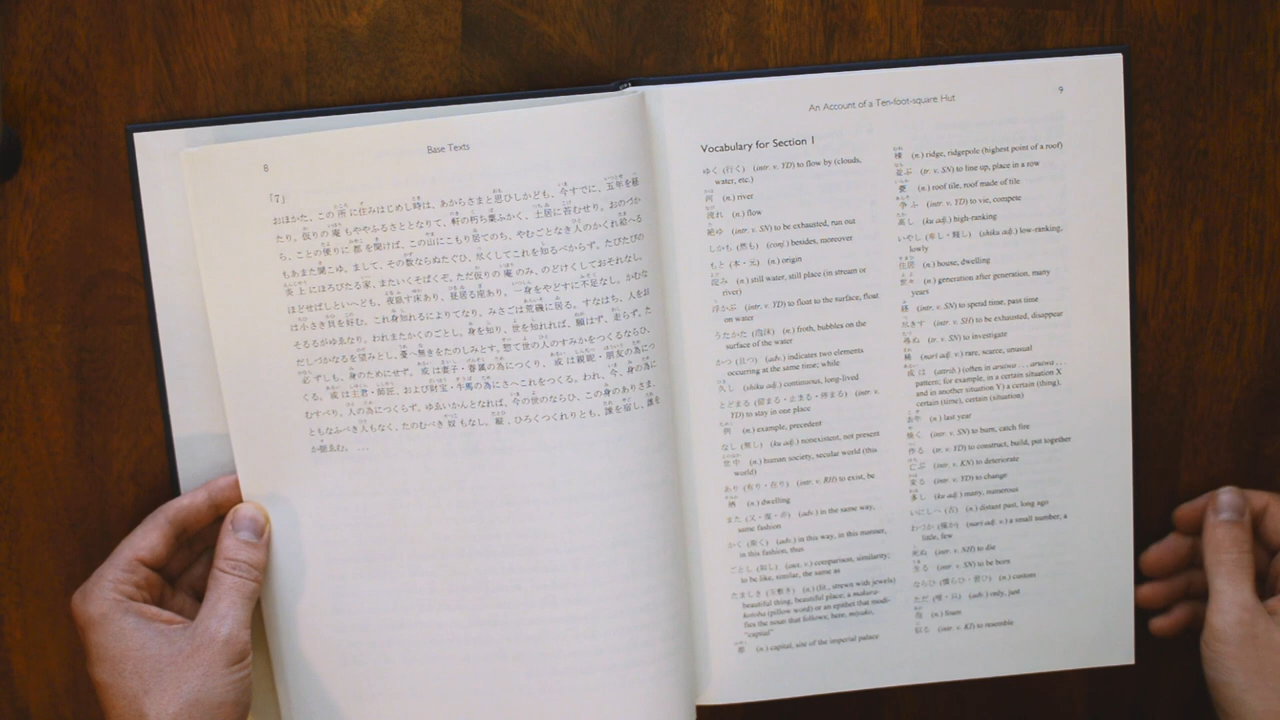 8
Base Texts
「7」
おほかた、この所に住みはじめし時は、あからさまと思ひしかども、今すでに、五年を経
たり。仮りの庵もややふるさととなりて、軒の朽ち葉ふかく、土居に苔むせり。おのづか
ら、ことの便りに都を聞けば、この山にこもり居てのち、やむごとなき人のかくれ給へる
もあまた聞こゆ。まして、その数ならぬたぐひ、尽くしてこれを知るべからず。たびたびの
炎上にほろびたる家、またいくそばくぞ。ただ仮りの庵のみ、のどけくしておそれなし。
ほどせばしといへども、夜臥す床あり、昼居る座あり。一身をやどすに不足なし。かむな
は小さき貝を好む。これ身知れるによりてなり。みさごは荒磯に居る。すなはち、人をお
そるるがゆゑなり。われまたかくのごとし。身を知り、世を知れれば、願はず、走らず。た
だしづかなるを望みとし、憂へ無きをたのしみとす。惣て世の人のすみかをつくるならひ、
必ずしも、身のためにせず。或は妻子・眷属の為につくり、或は親昵・朋友の為につ
くる。或は主君・師匠、および財宝・牛馬の為にさへこれをつくる。われ、今、身の為に
むすべり。人の為につくらず。ゆゑいかんとなれば、今の世のならひ、この身のありさま、
ともなふべき人もなく、たのむべき奴もなし。縦、ひろくつくれりとも、誰を宿し、誰を
か据ゑむ。…
An Account of a Ten-foot-square Hut
9
Vocabulary for Section 1
ゆく (行く) (intr. v. YD) to flow by (clouds,
water, etc.)
河 (n.) river
流れ (n.) flow
絶ゆ (intr. v. SN) to be exhausted, run out
しかも (然も) (conj.) besides, moreover
もと (本・元) (n.) origin
淀み (n.) still water, still place (in stream or
river)
浮かぶ (intr. v. YD) to float to the surface, float
on water
うたかた (泡沫) (n.) froth, bubbles on the
surface of the water
かつ (且つ) (adv.) indicates two elements
occurring at the same time; while
久し (shiku adj.) continuous, long-lived
とどまる (留まる・止まる・停まる) (intr. v.
YD) to stay in one place
例 (n.) example, precedent
なし (無し) (ku adj.) nonexistent, not present
世中 (n.) human society, secular world (this
world)
あり (有り・在り) (intr. v. RH) to exist, be
栖 (n.) dwelling
また (又・復・亦) (adv.) in the same way,
same fashion
かく (斯く) (adv.) in this way, in this manner,
in this fashion, thus
ごとし (如し) (aux. v.) comparison, similarity;
to be like, similar, the same as
たましき (玉敷き) (n.) (lit., strewn with jewels)
beautiful thing, beautiful place; a makura-
kotoba (pillow word) or an epithet that modi-
fies the noun that follows, here, miyako,
"capital"
都 (n.) capital, site of the imperial palace
棟 (n.) ridge, ridgepole (highest point of a roof)
並ぶ (tr. v. SN) to line up, place in a row
甍 (n.) roof tile, roof made of tile
争ふ (intr. v. YD) to vie, compete
高し (ku adj.) high-ranking
いやし (卑し・賤し) (shiku adj.) low-ranking,
lowly
住居 (n.) house, dwelling
世々 (n.) generation after generation, many
years
経 (intr. v. SN) to spend time, pass time
尽きす (intr. v. SH) to be exhausted, disappear
尋ぬ (tr. v. SN) to investigate
稀 (nari adj. v.) rare, scarce, unusual
或は (attrib.) (often in aruiwa . . . aruiwa . . .
pattern; for example, in a certain situation X
and in another situation Y) a certain (thing),
certain (time), certain (situation)
去年 (n.) last year
焼く (intr. v. SN) to burn, catch fire
作る (tr. v. YD) to construct, build, put together
亡ぶ (intr. v. KN) to deteriorate
変る (intr. v. YD) to change
多し (ku adj.) many, numerous
いにしへ (古) (n.) distant past, long ago
わづか (僅か) (nari adj. v.) a small number, a
little, few
死ぬ (intr. v. NH) to die
生る (intr. v. SN) to be born
ならひ (慣らひ・習ひ) (n.) custom
ただ (唯・只) (adv.) only, just
泡 (n.) foam
似る (intr. v. KI) to resemble